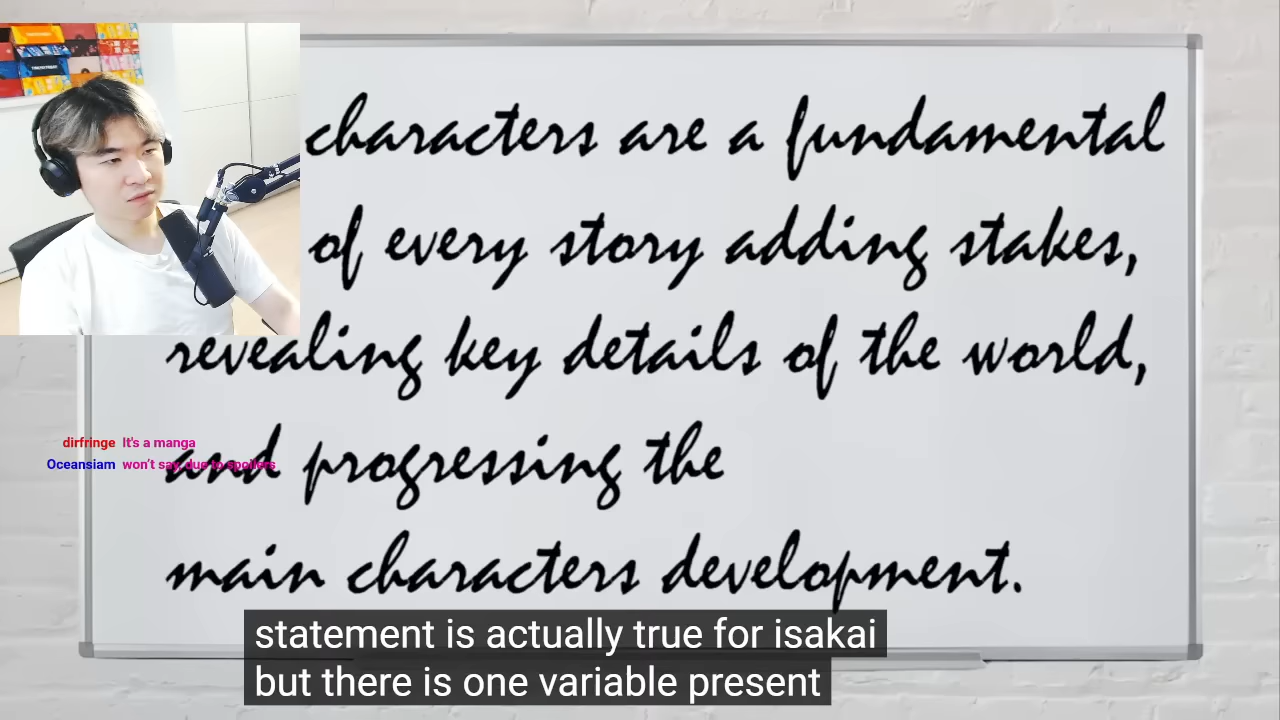 characters are a fundamental
of every story adding stakes,
revealing key details of the world,
and progressing the
main characters development.
dirfringe It's a manga
Oceansiam won't say, due to spoilers
statement is actually true for isakai
but there is one variable present